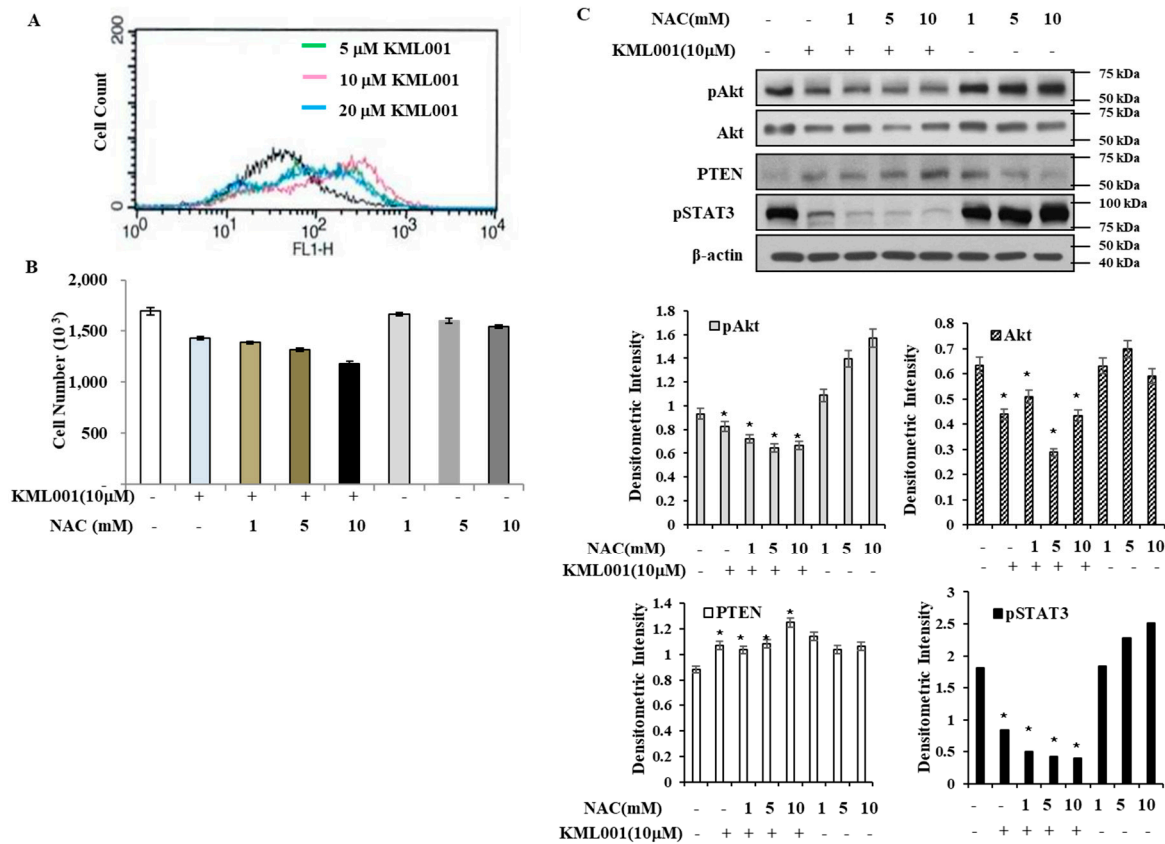 A
200
Cell Count
0
5 µM KML001
10 µM KML001
20 µM KML001
10⁰ 10¹ 10² 10³ 10⁴
FL1-H
B
Cell Number (10³)
2,000
1,500
1,000
500
-
KML001(10µM) - + + + + - - -
NAC (mM) - - 1 5 10 1 5 10
C
NAC(mM) - - 1 5 10 1 5 10
KML001(10µM) - + + + + - - -
pAkt 75 kDa
50 kDa
Akt 75 kDa
50 kDa
PTEN 75 kDa
50 kDa
pSTAT3 100 kDa
75 kDa
β-actin 50 kDa
40 kDa
Densitometric Intensity
1.8
1.6
1.4
1.2
1
0.8
0.6
0.4
0.2
0
pAkt
* * * *
NAC(mM) - - 1 5 10 1 5 10
KML001(10µM) - + + + + - - -
Densitometric Intensity
0.8
0.7
0.6
0.5
0.4
0.3
0.2
0.1
0
Akt
* * * *
- - 1 5 10 1 5 10
- + + + + - - -
Densitometric Intensity
1.4
1.2
1
0.8
0.6
0.4
0.2
0
PTEN
* * * *
NAC(mM) - - 1 5 10 1 5 10
KML001(10µM) - + + + + - - -
Densitometric Intensity
3
2.5
2
1.5
1
0.5
0
pSTAT3
* * * *
- - 1 5 10 1 5 10
- + + + + - - -